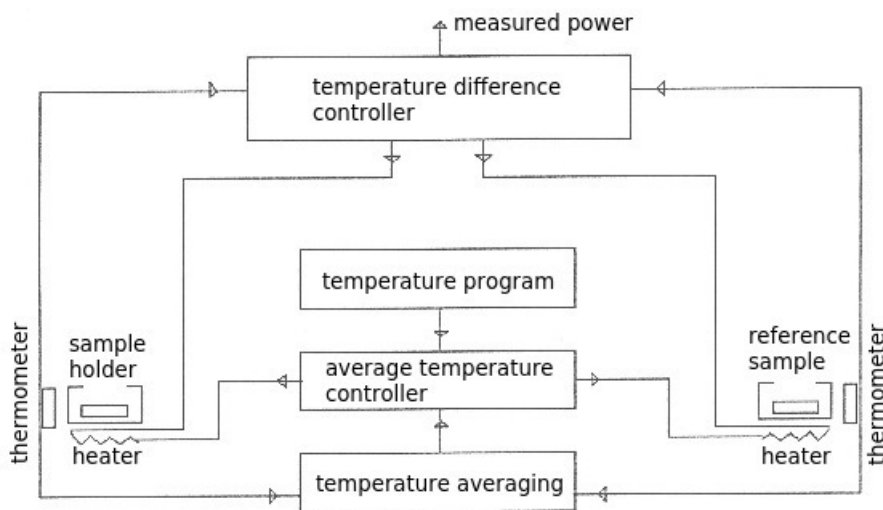 measured power
temperature difference
controller
temperature program
sample
holder
average temperature
controller
reference
sample
thermometer
thermometer
heater
heater
temperature averaging